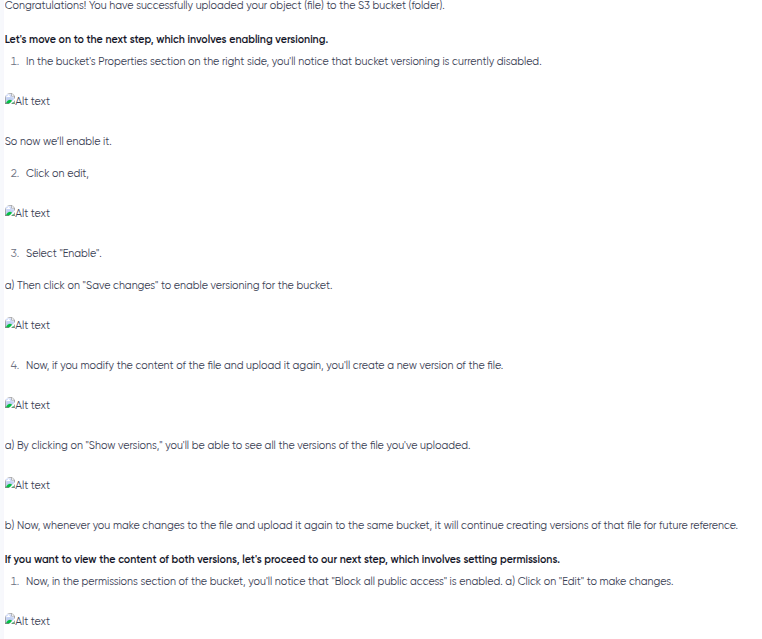 Congratulations! You have successfully uploaded your object (file) to the S3 bucket (folder).
Let's move on to the next step, which involves enabling versioning.
1. In the bucket's Properties section on the right side, you'll notice that bucket versioning is currently disabled.
Alt text
So now we'll enable it.
2. Click on edit,
Alt text
3. Select "Enable".
a) Then click on "Save changes" to enable versioning for the bucket.
Alt text
4. Now, if you modify the content of the file and upload it again, you'll create a new version of the file.
Alt text
a) By clicking on "Show versions," you'll be able to see all the versions of the file you've uploaded.
Alt text
b) Now, whenever you make changes to the file and upload it again to the same bucket, it will continue creating versions of that file for future reference.
If you want to view the content of both versions, let's proceed to our next step, which involves setting permissions.
1. Now, in the permissions section of the bucket, you'll notice that "Block all public access" is enabled. a) Click on "Edit" to make changes.
Alt text